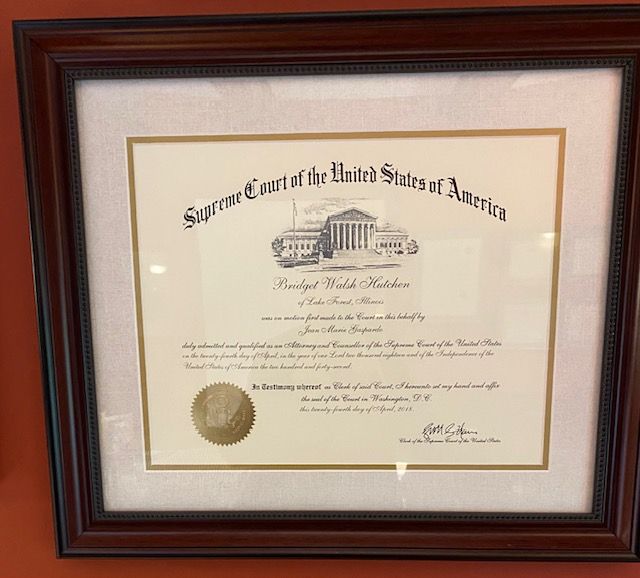 Supreme Court of the United States of America
Bridget Walsh Hutchen
of Lake Forest, Illinois
was on motion first made to the Court in this behalf by
Jean Marie Gaspardo
duly admitted and qualified as an Attorney and Counsellor of the Supreme Court of the United States
on the twenty-fourth day of April, in the year of our Lord two thousand eighteen and of the Independence of the
United States of America the two hundred and forty-second.
In Testimony whereof as Clerk of said Court, I hereunto set my hand and affix
the seal of the Court in Washington, D.C.
this twenty-fourth day of April, 2018.
Clerk of the Supreme Court of the United States